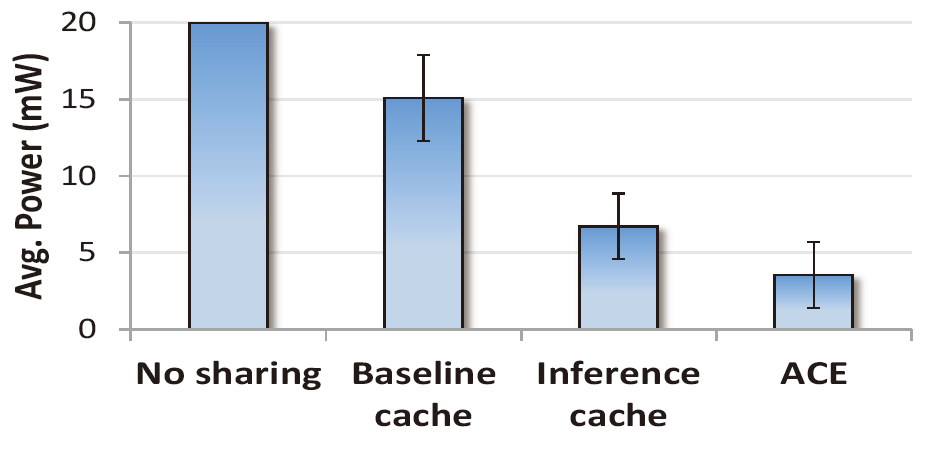 Avg. Power (mW)
20
15
10
5
0
No sharing
Baseline
cache
Inference
cache
ACE